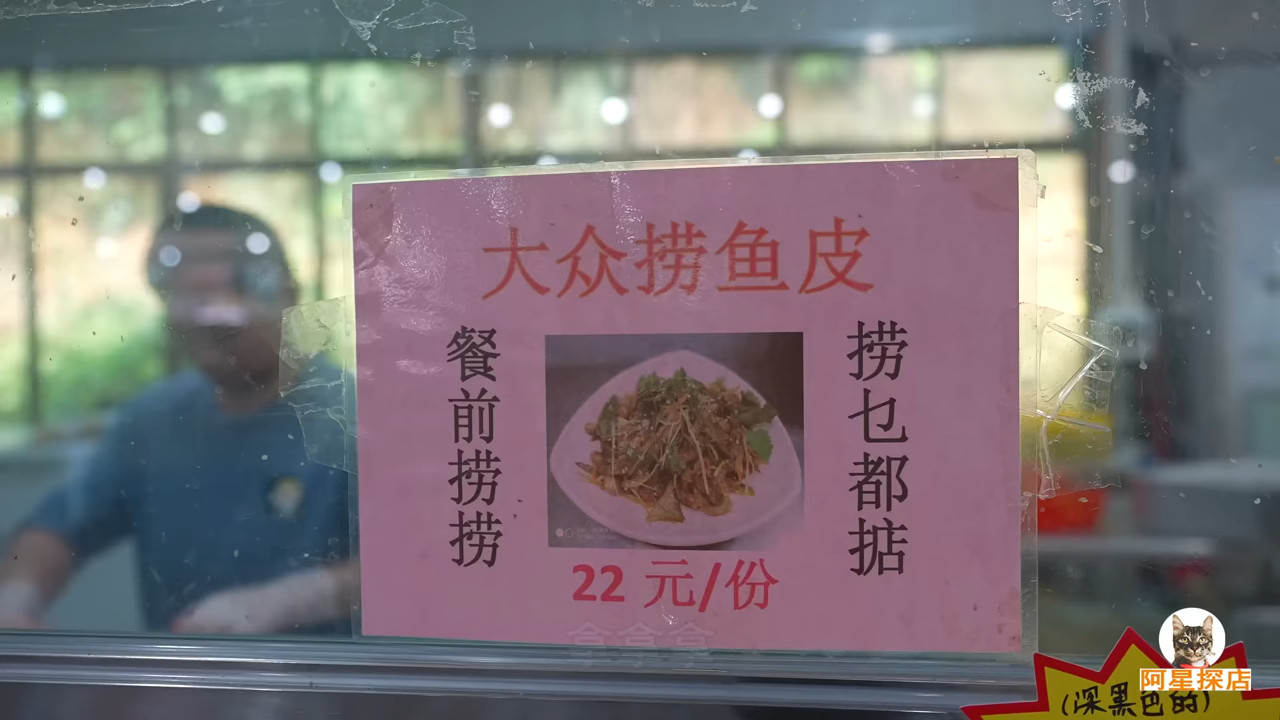 大众捞鱼皮
餐前捞捞
捞乜都掂
22 元/份
阿星探店
(深黑色的)